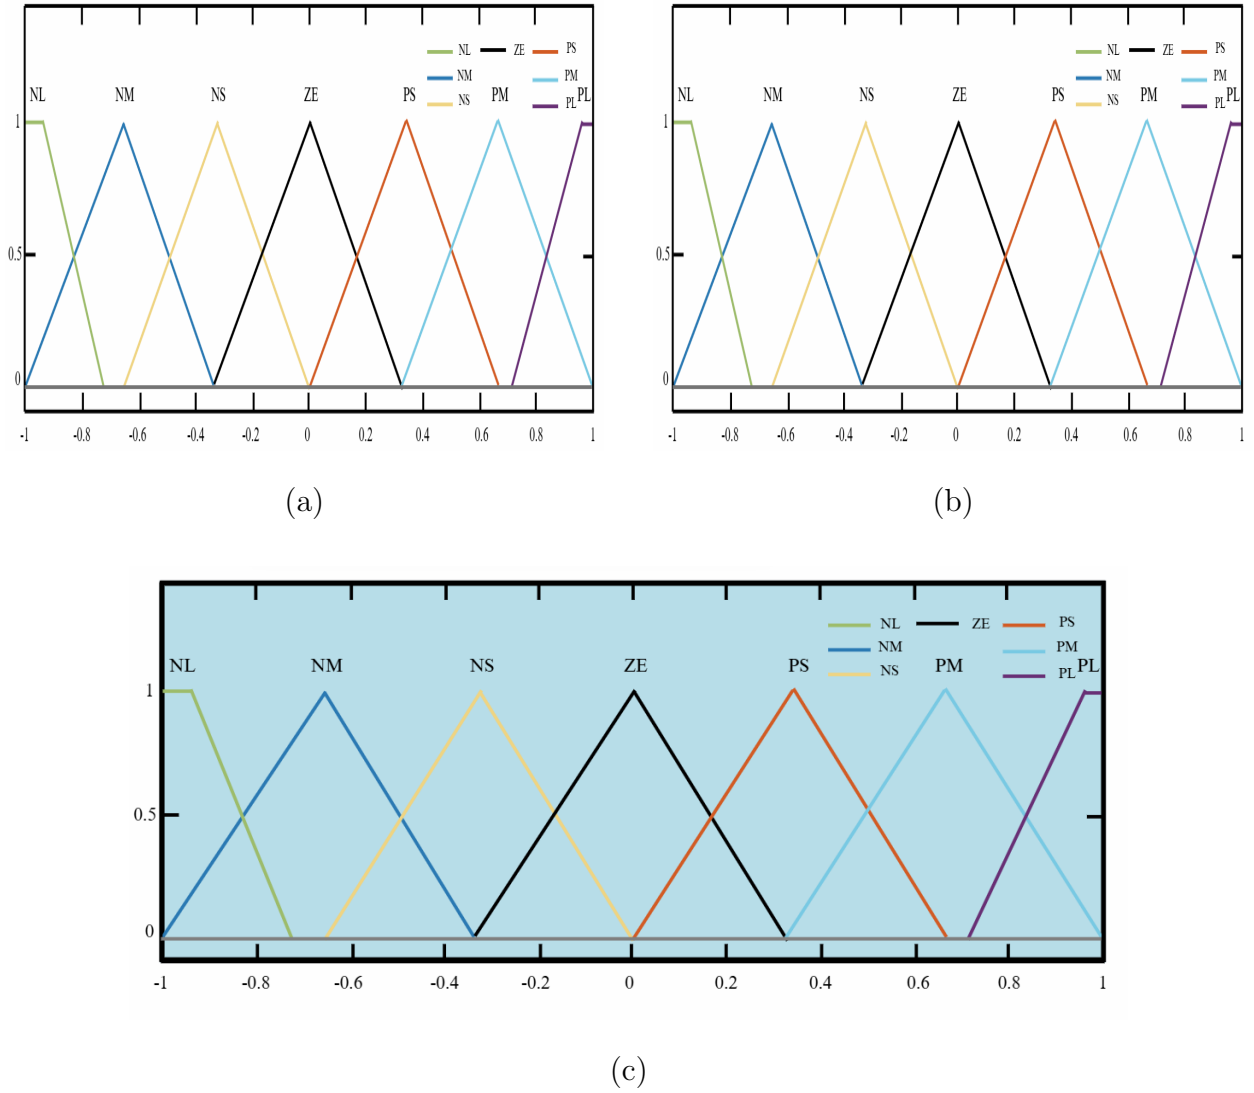 NL ZE PS NL ZE PS
NM PM NM PM
NS PL NS PL
NL NM NS ZE PS PM PL NL NM NS ZE PS PM PL
1 1
0.5 0.5
0 0
-1 -0.8 -0.6 -0.4 -0.2 0 0.2 0.4 0.6 0.8 1 -1 -0.8 -0.6 -0.4 -0.2 0 0.2 0.4 0.6 0.8 1
(a) (b)
NL ZE PS
NM PM
NS PL
NL NM NS ZE PS PM PL
1
0.5
0
-1 -0.8 -0.6 -0.4 -0.2 0 0.2 0.4 0.6 0.8 1
(c)